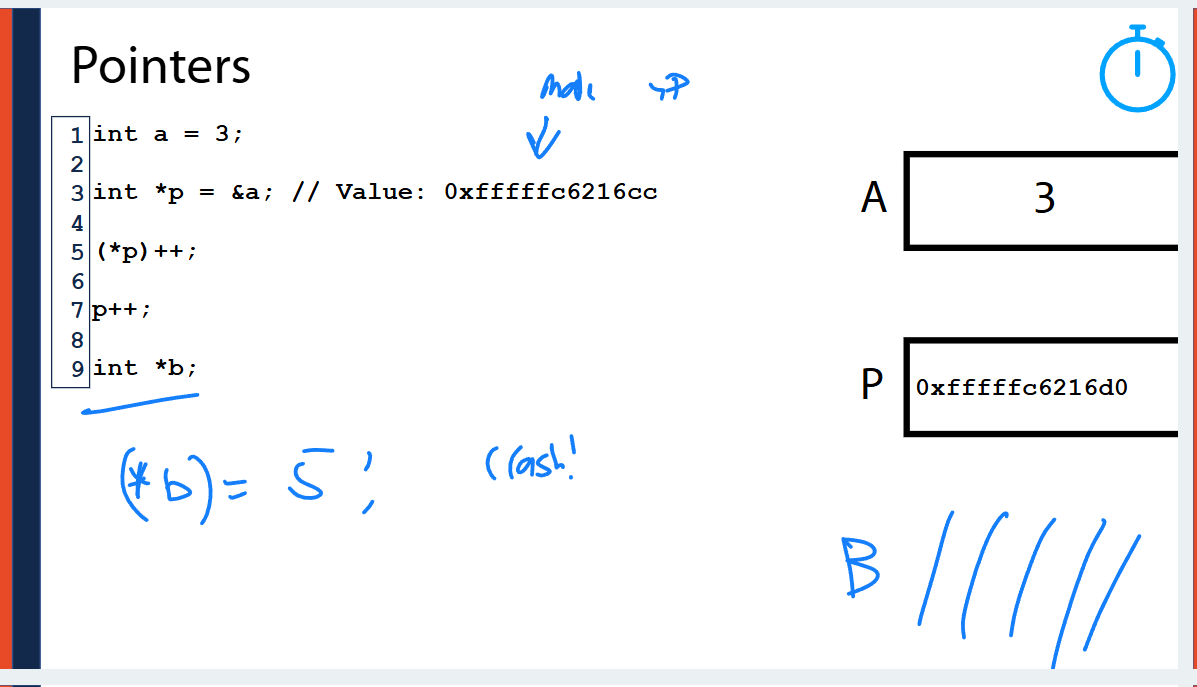 Pointers
1 int a = 3;
2
3 int *p = &a; // Value: 0xfffffc6216cc
4
5 (*p)++;
6
7 p++;
8
9 int *b;
(*b) = 5;
Crash!
A 3
P 0xfffffc6216d0
B